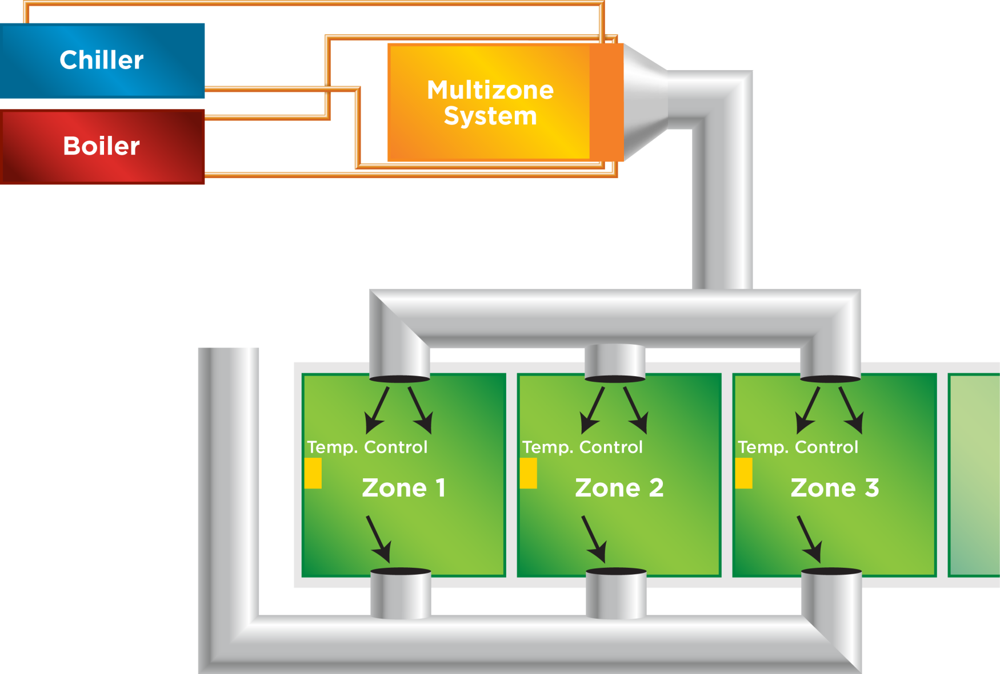 Chiller
Multizone
System
Boiler
Temp. Control
Zone 1
Temp. Control
Zone 2
Temp. Control
Zone 3